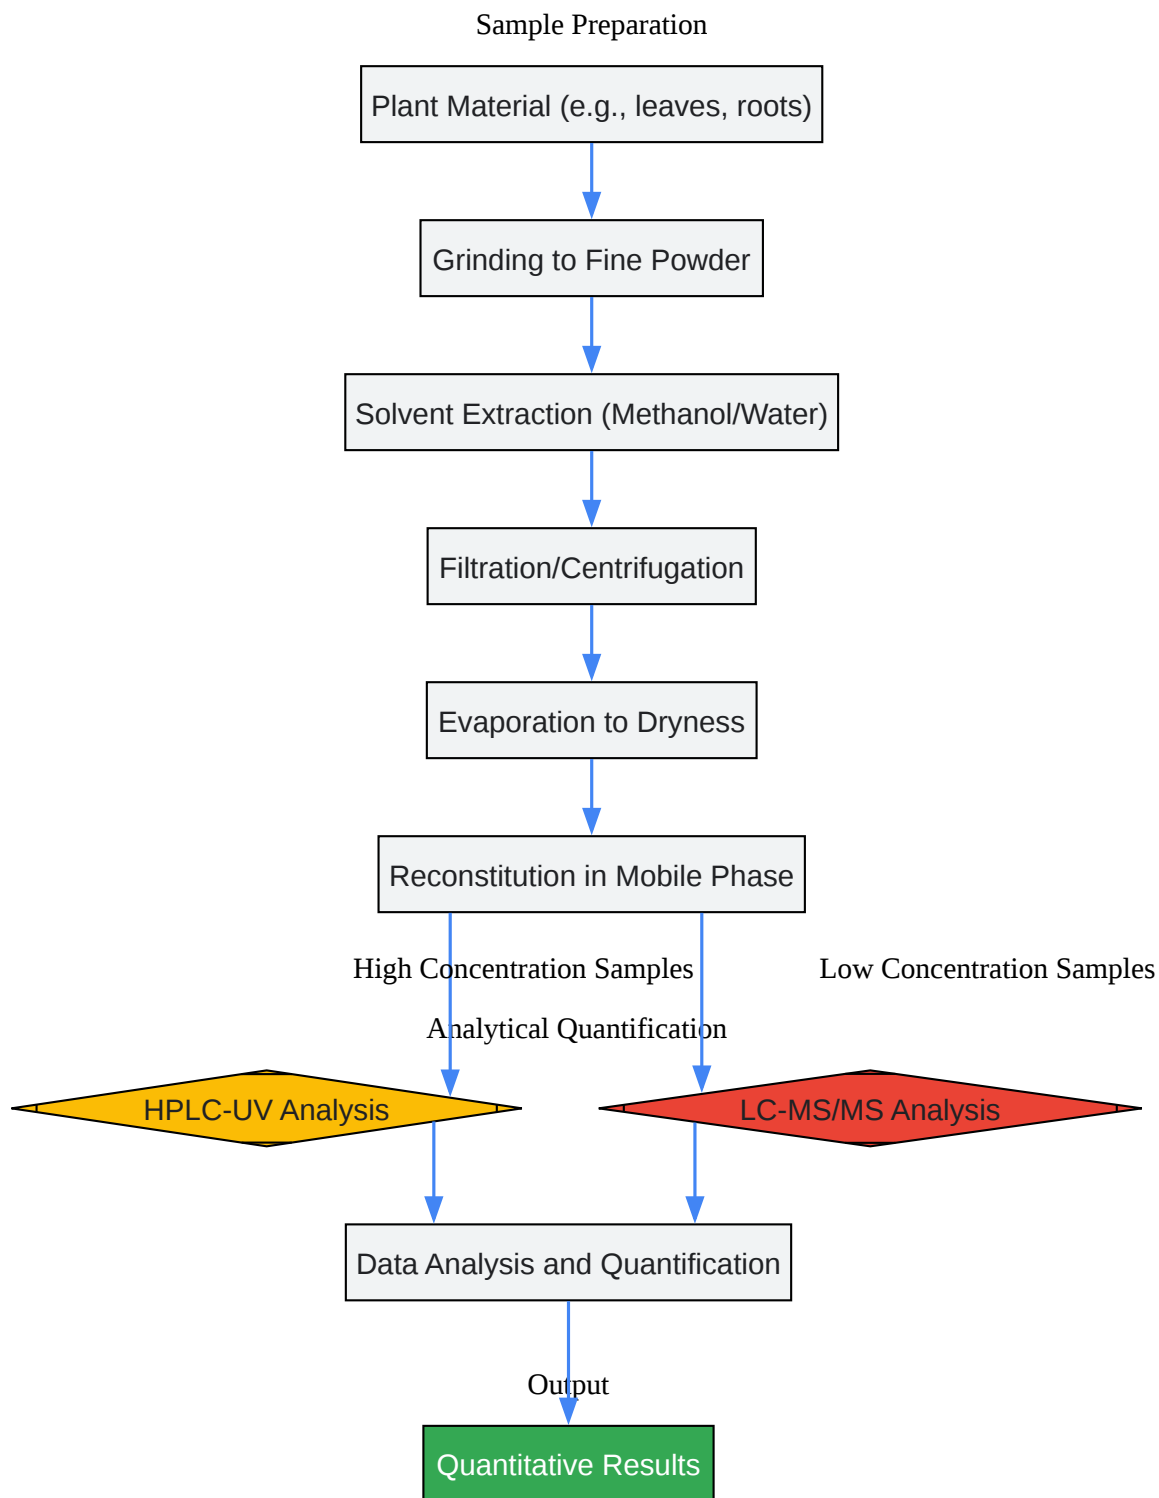 Sample Preparation
Plant Material (e.g., leaves, roots)
Grinding to Fine Powder
Solvent Extraction (Methanol/Water)
Filtration/Centrifugation
Evaporation to Dryness
Reconstitution in Mobile Phase
High Concentration Samples
Low Concentration Samples
Analytical Quantification
HPLC-UV Analysis
LC-MS/MS Analysis
Data Analysis and Quantification
Output
Quantitative Results